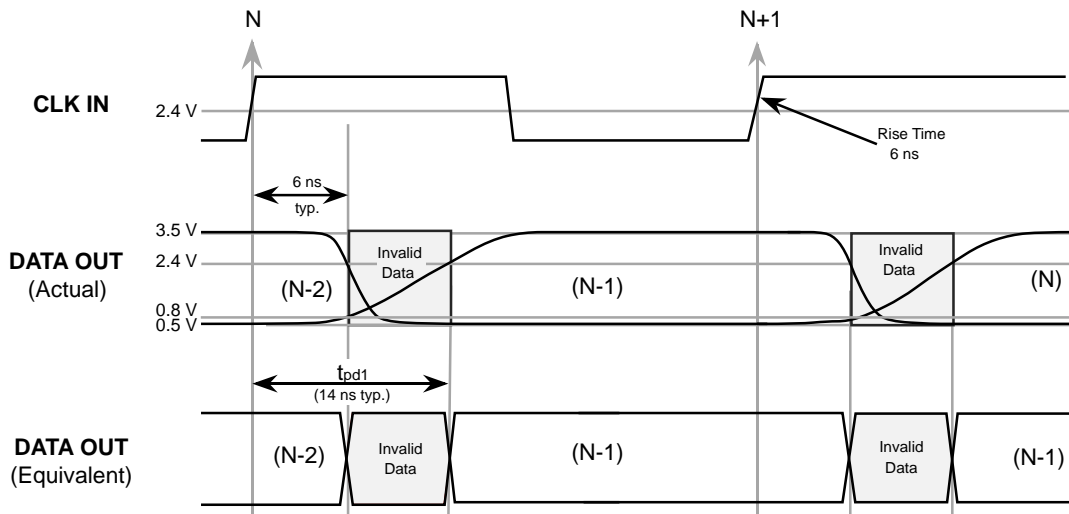 N
N+1
CLK IN
2.4 V
Rise Time
6 ns
6 ns
typ.
3.5 V
DATA OUT
(Actual)
2.4 V
Invalid
Data
Invalid
Data
(N-2)
(N-1)
(N)
0.8 V
0.5 V
tpd1
(14 ns typ.)
DATA OUT
(Equivalent)
(N-2)
Invalid
Data
(N-1)
Invalid
Data
(N-1)